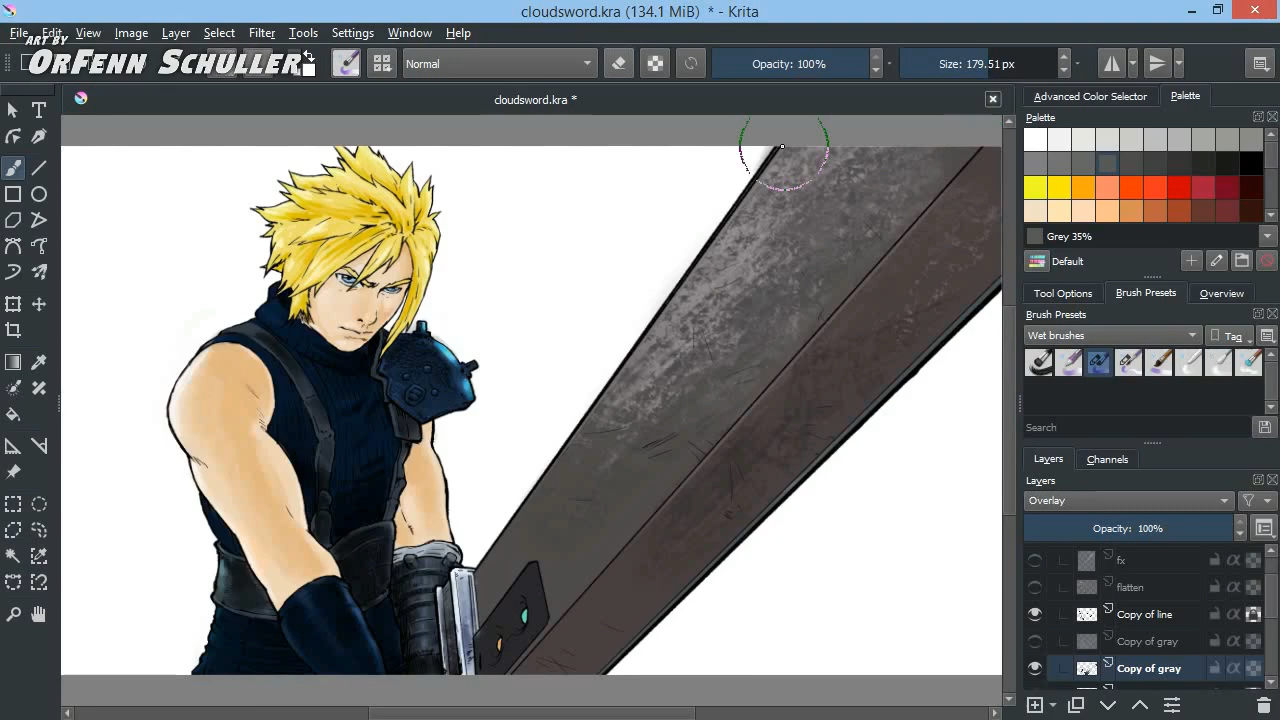 cloudsword.kra (134.1 MiB) * - Krita
File Edit View Image Layer Select Filter Tools Settings Window Help
ART BY
ORFENN SCHULLER
Normal
Opacity: 100%
Size: 179.51 px
cloudsword.kra *
Advanced Color Selector
Palette
Palette
Grey 35%
Default
Tool Options
Brush Presets
Overview
Brush Presets
Wet brushes
Tag
Search
Layers
Channels
Layers
Overlay
Opacity: 100%
fx
flatten
Copy of line
Copy of gray
Copy of gray